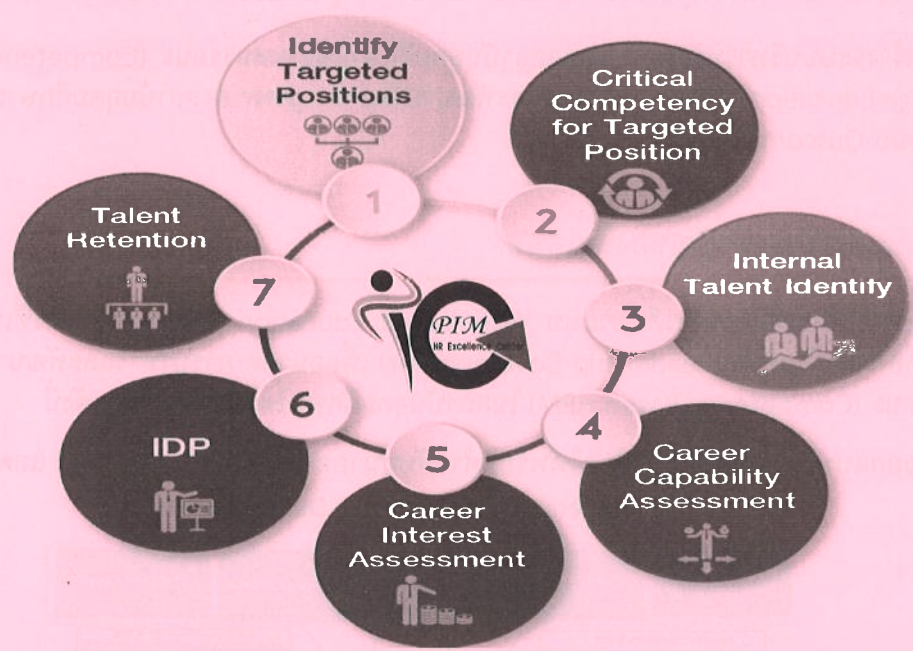 Identify
Targeted
Positions
1
Critical
Competency
for Targeted
Position
2
Internal
Talent Identify
3
Career
Capability
Assessment
4
Career
Interest
Assessment
5
IDP
6
Talent
Retention
7
PIM
HR Excellence Center